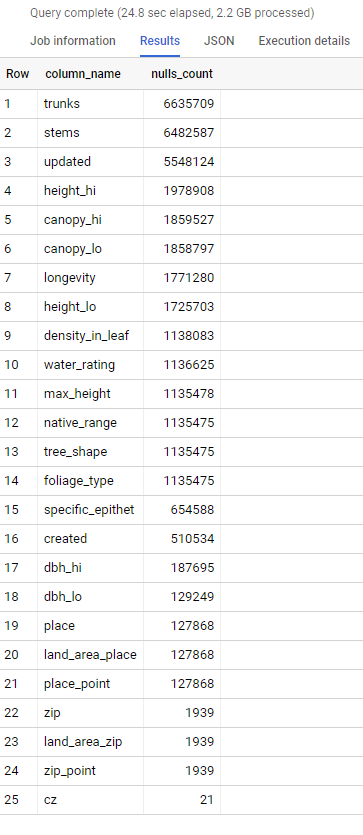 Query complete (24.8 sec elapsed, 2.2 GB processed)
Job information Results JSON Execution details
Row column_name nulls_count
1 trunks 6635709
2 stems 6482587
3 updated 5548124
4 height_hi 1978908
5 canopy_hi 1859527
6 canopy_lo 1858797
7 longevity 1771280
8 height_lo 1725703
9 density_in_leaf 1138083
10 water_rating 1136625
11 max_height 1135478
12 native_range 1135475
13 tree_shape 1135475
14 foliage_type 1135475
15 specific_epithet 654588
16 created 510534
17 dbh_hi 187695
18 dbh_lo 129249
19 place 127868
20 land_area_place 127868
21 place_point 127868
22 zip 1939
23 land_area_zip 1939
24 zip_point 1939
25 cz 21